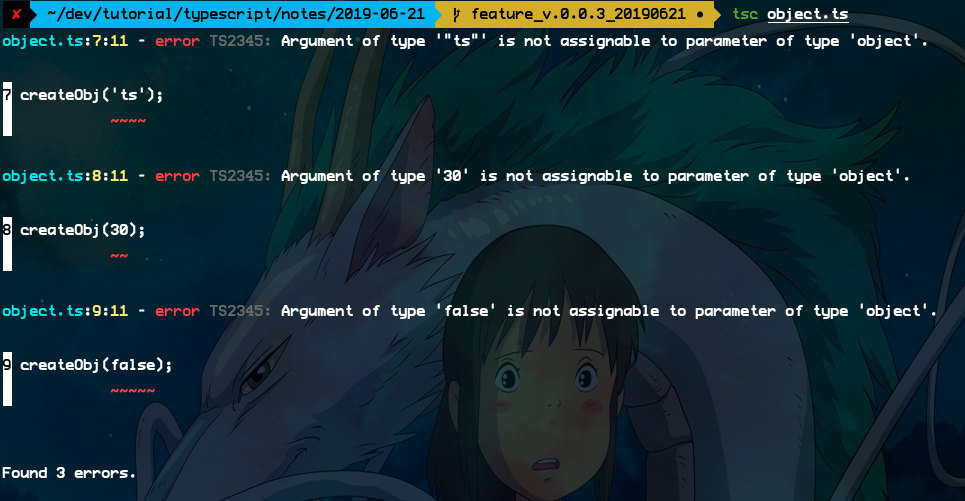 ✘ ~/dev/tutorial/typescript/notes/2019-06-21 feature_v.0.0.3_20190621 ● tsc object.ts
object.ts:7:11 - error TS2345: Argument of type '"ts"' is not assignable to parameter of type 'object'.
7 createObj('ts');
~~~~
object.ts:8:11 - error TS2345: Argument of type '30' is not assignable to parameter of type 'object'.
8 createObj(30);
~~
object.ts:9:11 - error TS2345: Argument of type 'false' is not assignable to parameter of type 'object'.
9 createObj(false);
~~~~~
Found 3 errors.